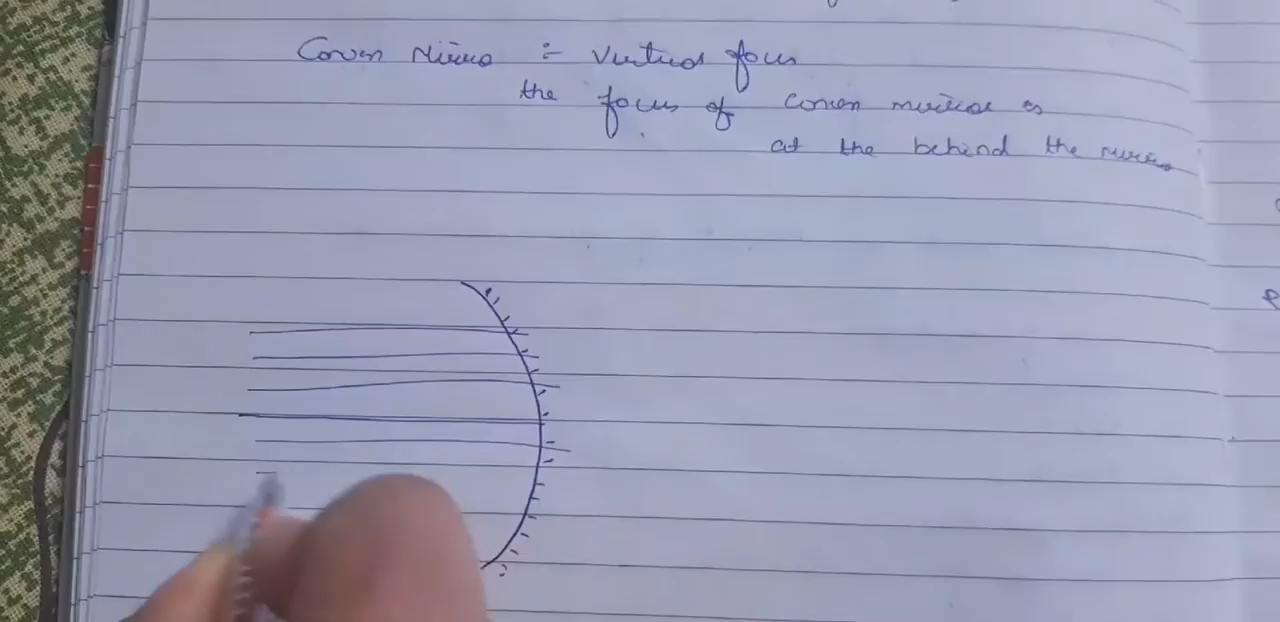 Convex Mirror :- Virtual focus
the focus of convex mirror is
at the behind the mirror